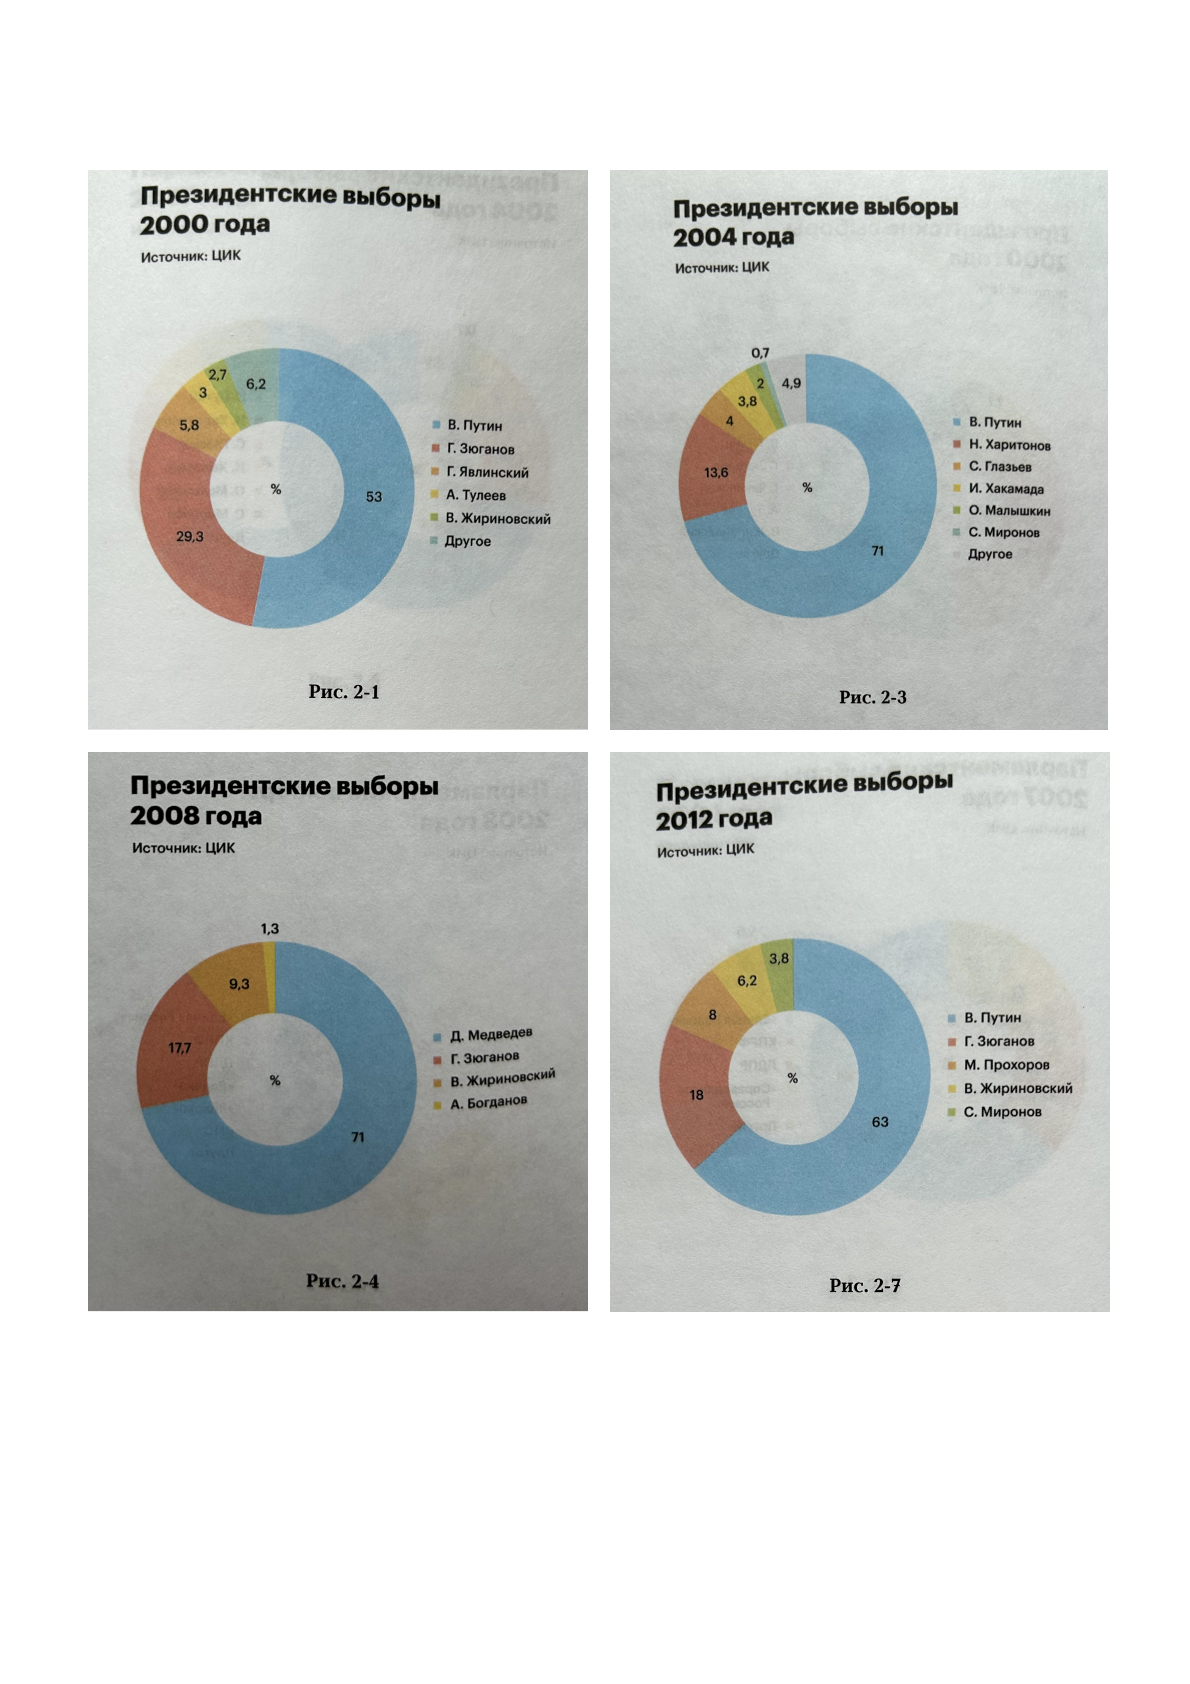 Президентские выборы
2000 года
Источник: ЦИК
2,7
6,2
3
5,8
53
29,3
%
В. Путин
Г. Зюганов
Г. Явлинский
А. Тулеев
В. Жириновский
Другое
Рис. 2-1
Президентские выборы
2004 года
Источник: ЦИК
0,7
2
4,9
3,8
4
13,6
%
71
В. Путин
Н. Харитонов
С. Глазьев
И. Хакамада
О. Малышкин
С. Миронов
Другое
Рис. 2-3
Президентские выборы
2008 года
Источник: ЦИК
1,3
9,3
17,7
%
71
Д. Медведев
Г. Зюганов
В. Жириновский
А. Богданов
Рис. 2-4
Президентские выборы
2012 года
Источник: ЦИК
3,8
6,2
8
18
%
63
В. Путин
Г. Зюганов
М. Прохоров
В. Жириновский
С. Миронов
Рис. 2-7